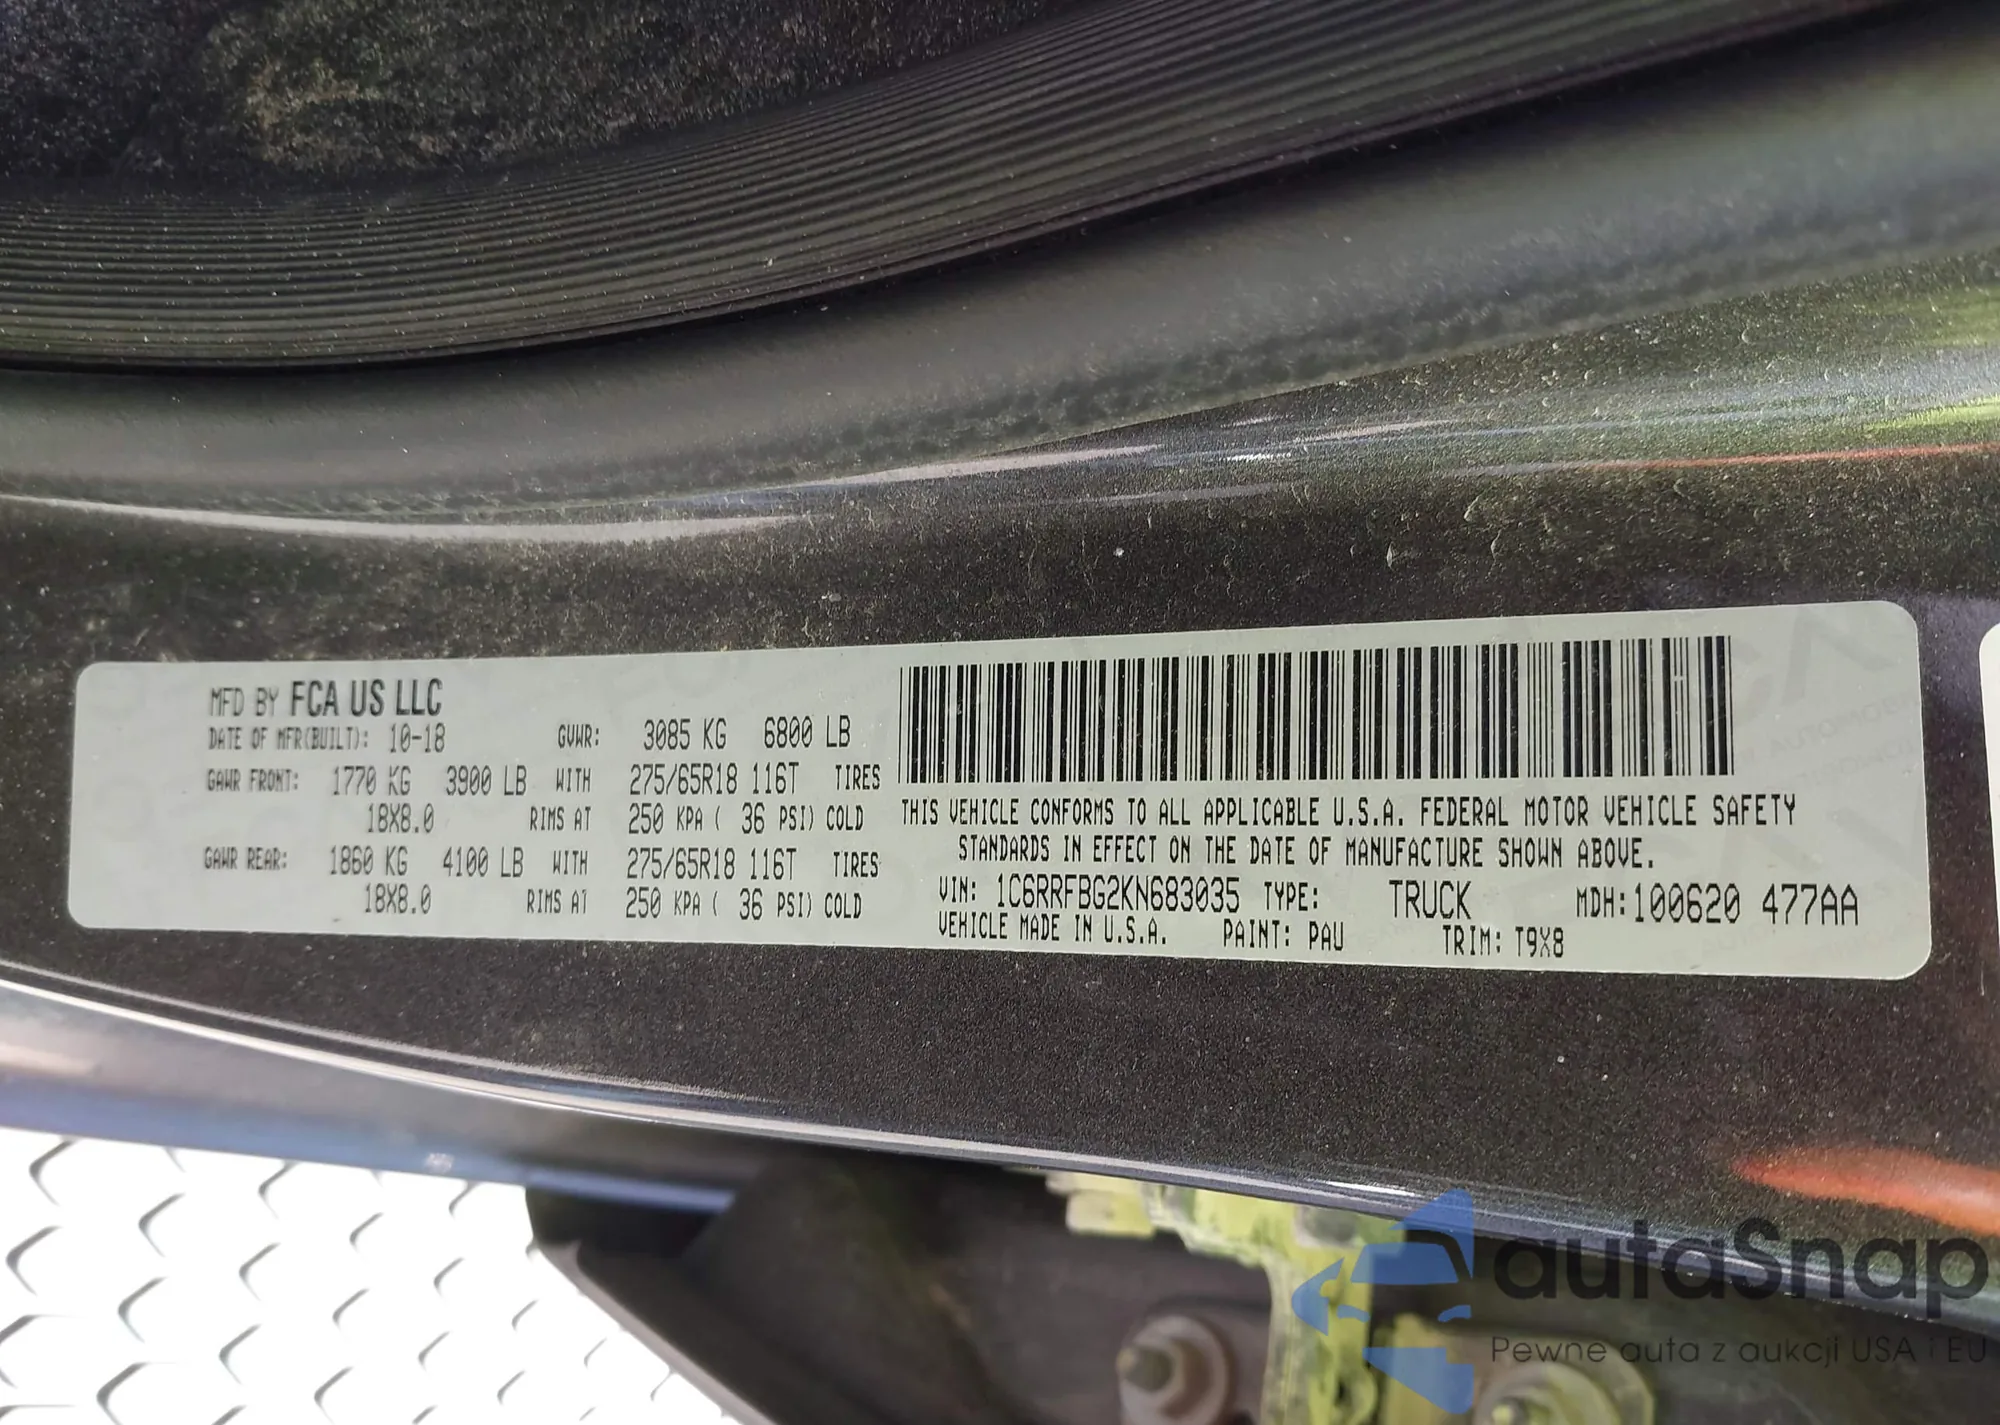 MFD BY FCA US LLC
DATE OF MFR(BUILT): 10-18 GVWR: 3085 KG 6800 LB
GAWR FRONT: 1770 KG 3900 LB WITH 275/65R18 116T TIRES
18X8.0 RIMS AT 250 KPA ( 36 PSI) COLD
GAWR REAR: 1860 KG 4100 LB WITH 275/65R18 116T TIRES
18X8.0 RIMS AT 250 KPA ( 36 PSI) COLD
THIS VEHICLE CONFORMS TO ALL APPLICABLE U.S.A. FEDERAL MOTOR VEHICLE SAFETY
STANDARDS IN EFFECT ON THE DATE OF MANUFACTURE SHOWN ABOVE.
VIN: 1C6RRFBG2KN683035 TYPE: TRUCK MDH:100620 477AA
VEHICLE MADE IN U.S.A. PAINT: PAU TRIM: T9X8
autaSnap
Pewne auta z aukcji USA i EU